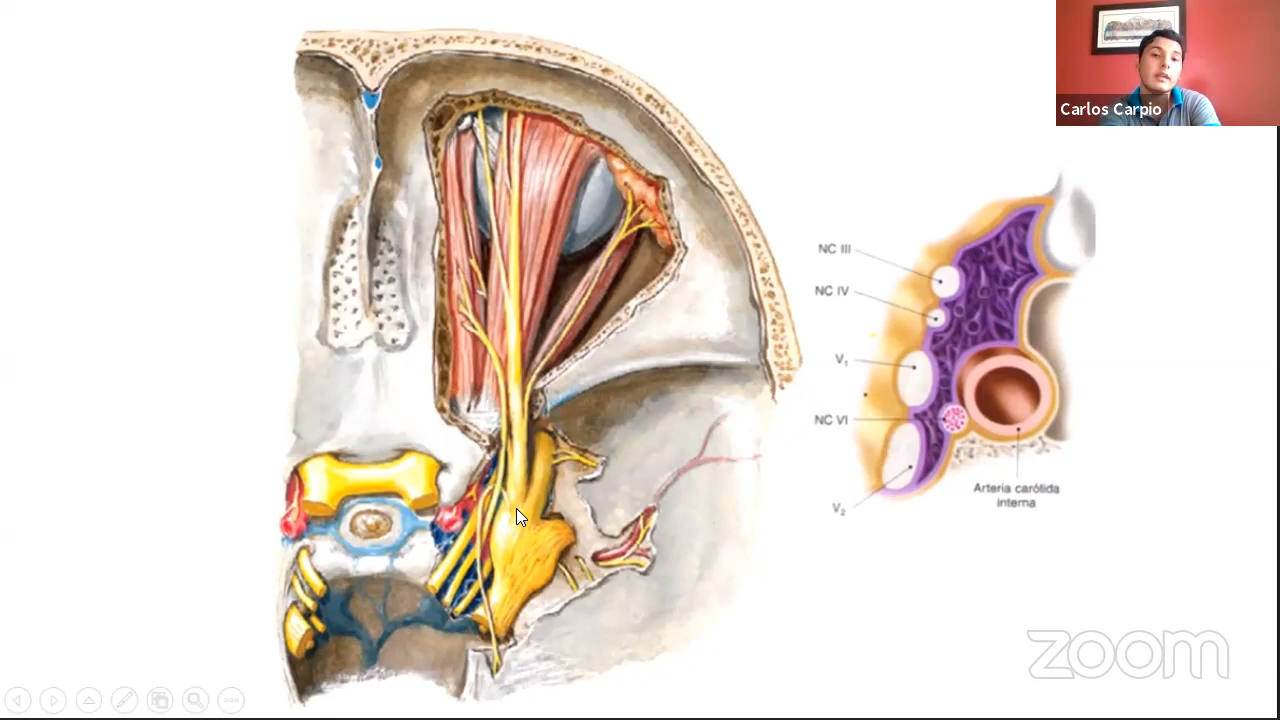 Carlos Carpio
NC III
NC IV
V₁
NC VI
V₂
Arteria carótida
interna
zoom